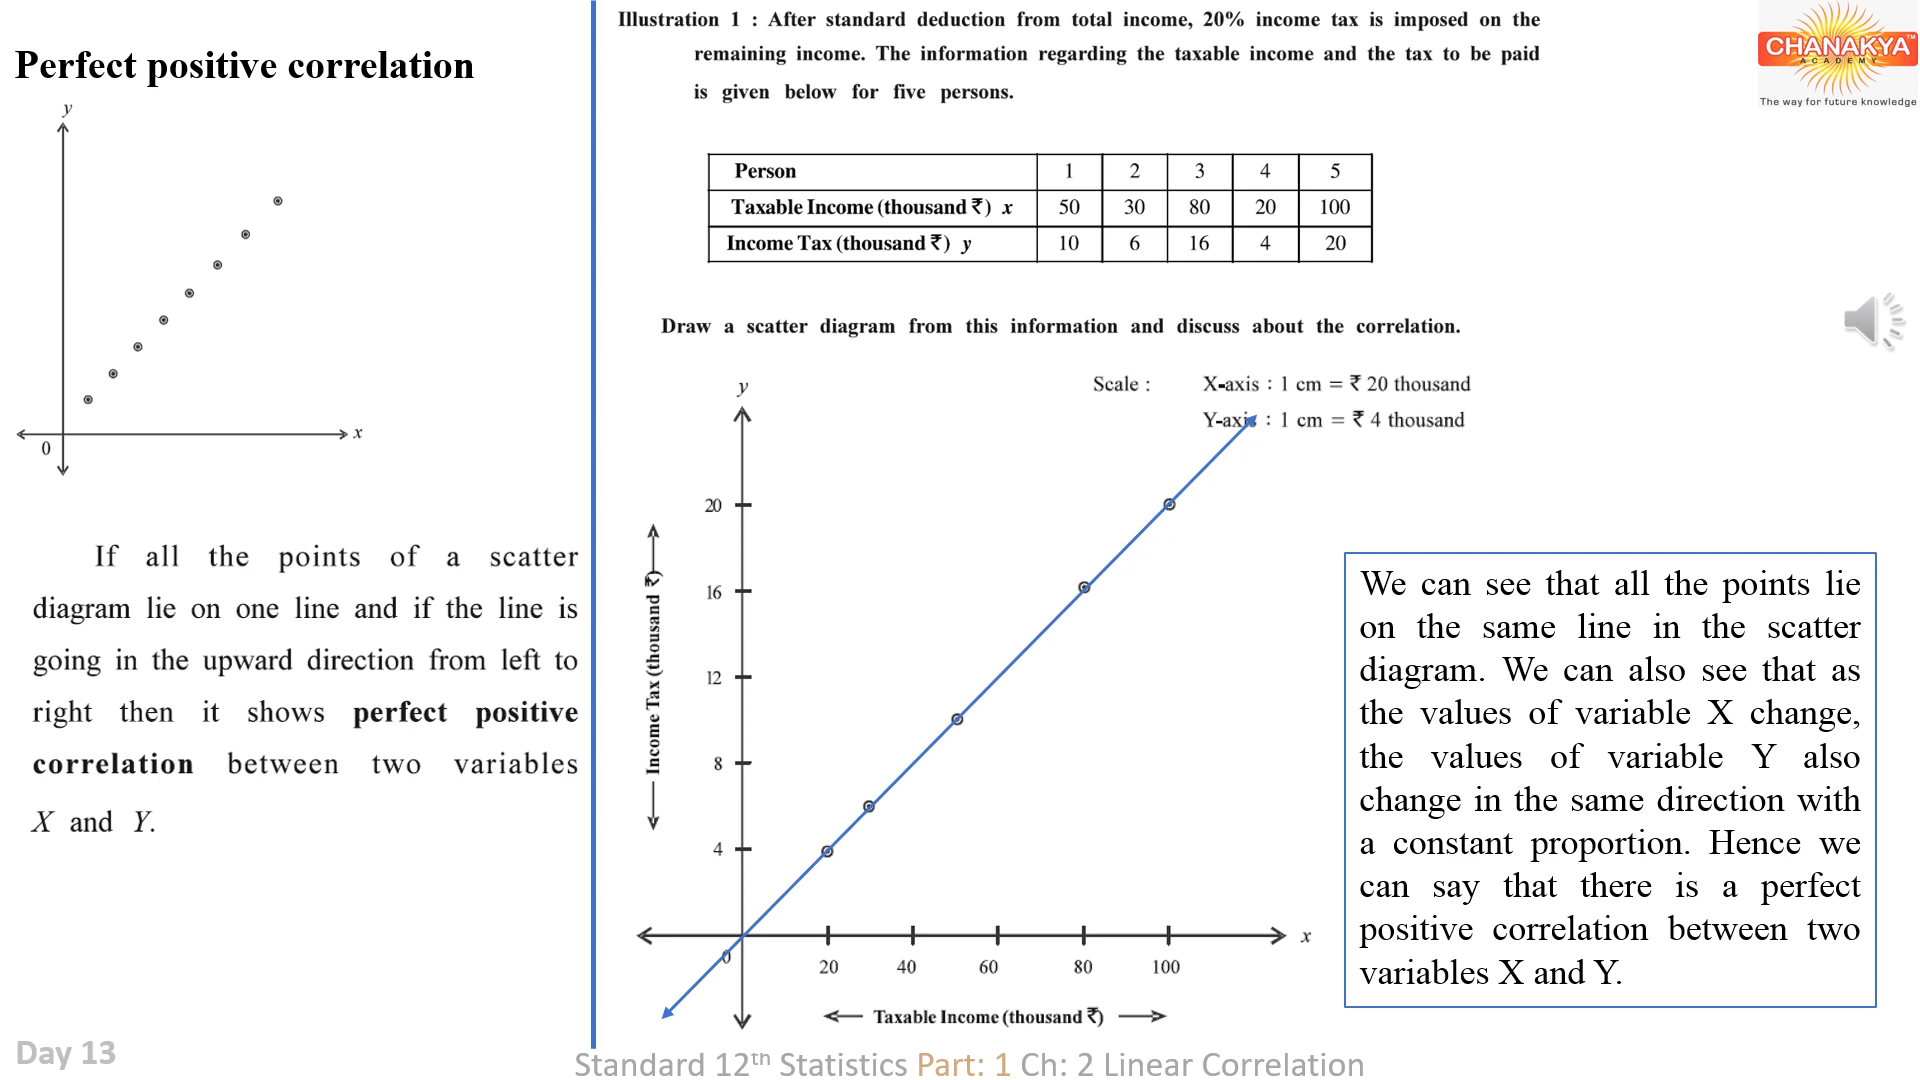 Perfect positive correlation
y
x
0
If all the points of a scatter
diagram lie on one line and if the line is
going in the upward direction from left to
right then it shows perfect positive
correlation between two variables
X and Y.
Day 13
Illustration 1 : After standard deduction from total income, 20% income tax is imposed on the
remaining income. The information regarding the taxable income and the tax to be paid
is given below for five persons.
Person 1 2 3 4 5
Taxable Income (thousand ₹) x 50 30 80 20 100
Income Tax (thousand ₹) y 10 6 16 4 20
Draw a scatter diagram from this information and discuss about the correlation.
Scale : X-axis : 1 cm = ₹ 20 thousand
Y-axis : 1 cm = ₹ 4 thousand
y
20
16
12
8
4
0
20 40 60 80 100
x
Income Tax (thousand ₹)
Taxable Income (thousand ₹)
We can see that all the points lie
on the same line in the scatter
diagram. We can also see that as
the values of variable X change,
the values of variable Y also
change in the same direction with
a constant proportion. Hence we
can say that there is a perfect
positive correlation between two
variables X and Y.
CHANAKYA™
ACADEMY
The way for future knowledge
Standard 12th Statistics Part: 1 Ch: 2 Linear Correlation